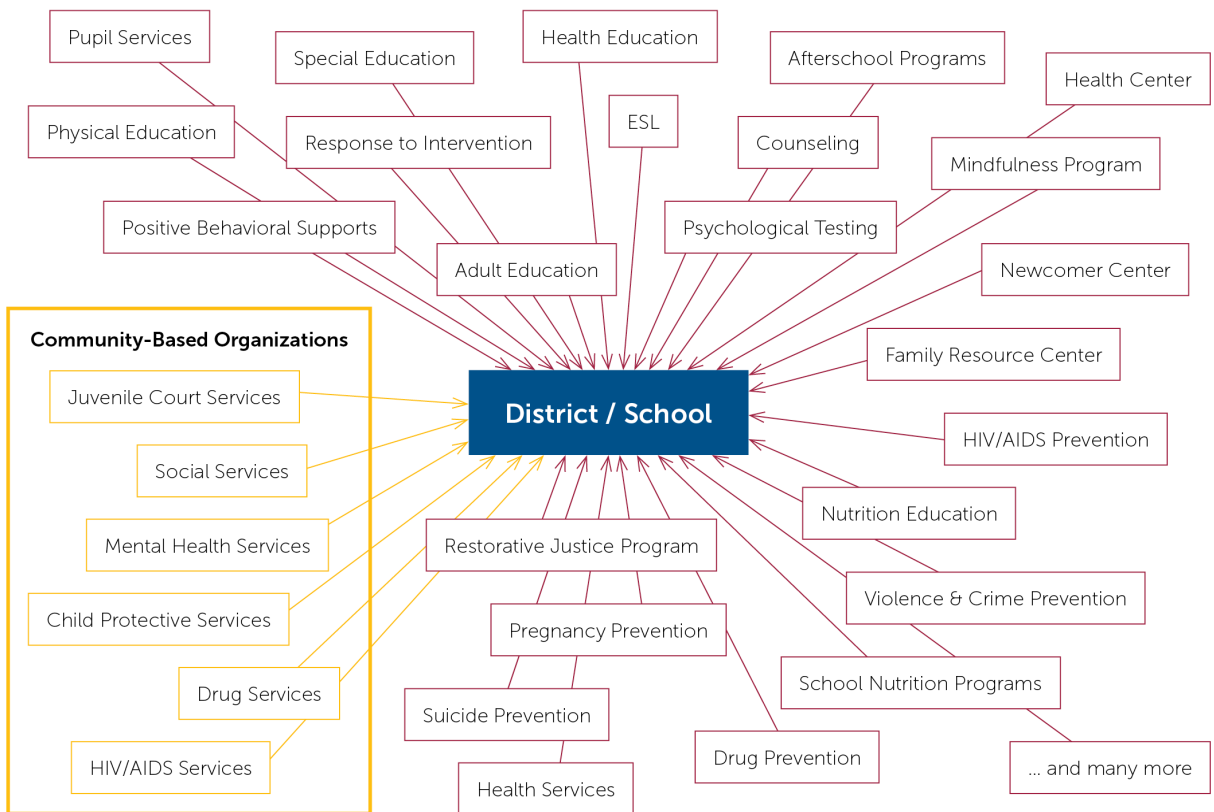 Pupil Services
Special Education
Health Education
Afterschool Programs
Health Center
Physical Education
Response to Intervention
ESL
Counseling
Mindfulness Program
Positive Behavioral Supports
Adult Education
Psychological Testing
Newcomer Center
Community-Based Organizations
Juvenile Court Services
Social Services
Mental Health Services
Child Protective Services
Drug Services
HIV/AIDS Services
District / School
Family Resource Center
HIV/AIDS Prevention
Nutrition Education
Restorative Justice Program
Violence & Crime Prevention
Pregnancy Prevention
School Nutrition Programs
Suicide Prevention
Drug Prevention
... and many more
Health Services